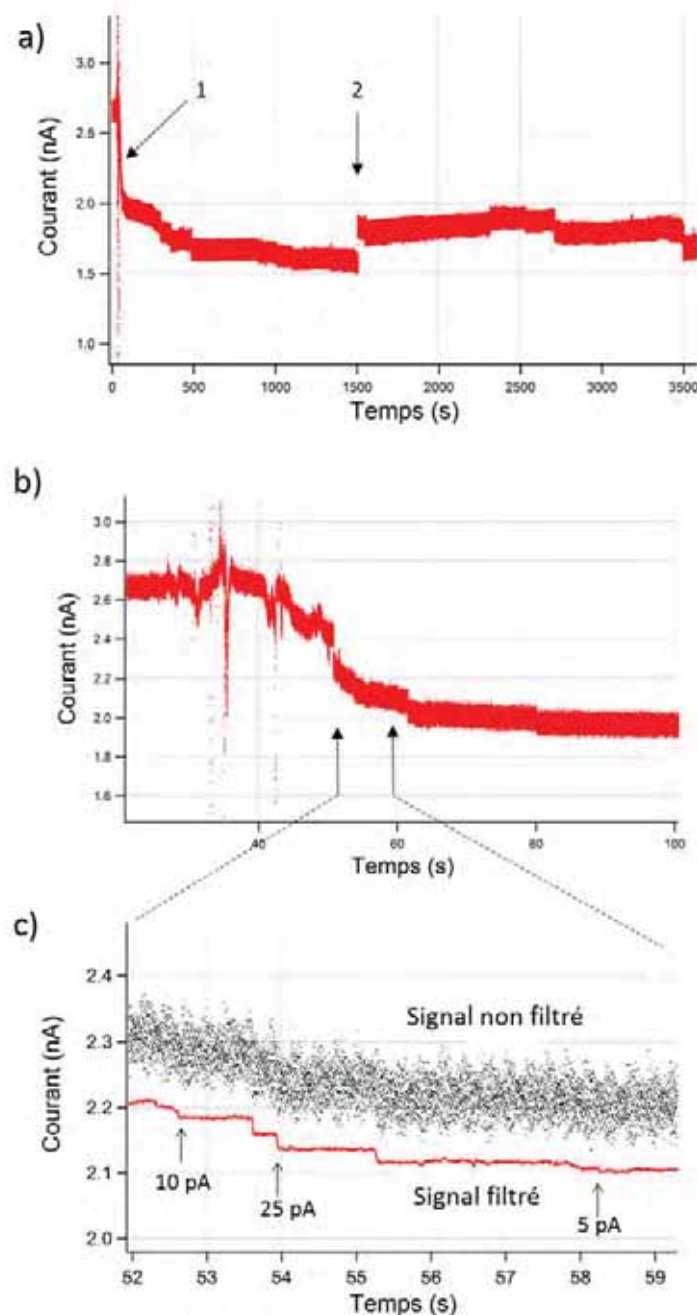 a)
1
2
3.0
2.5
2.0
1.5
1.0
Courant (nA)
0
500
1000
1500
2000
2500
3000
3500
Temps (s)
b)
3.0
2.8
2.6
2.4
2.2
2.0
1.8
1.6
Courant (nA)
40
60
80
100
Temps (s)
c)
2.4
2.3
2.2
2.1
2.0
Courant (nA)
Signal non filtré
10 pA
25 pA
Signal filtré
5 pA
52
53
54
55
56
57
58
59
Temps (s)